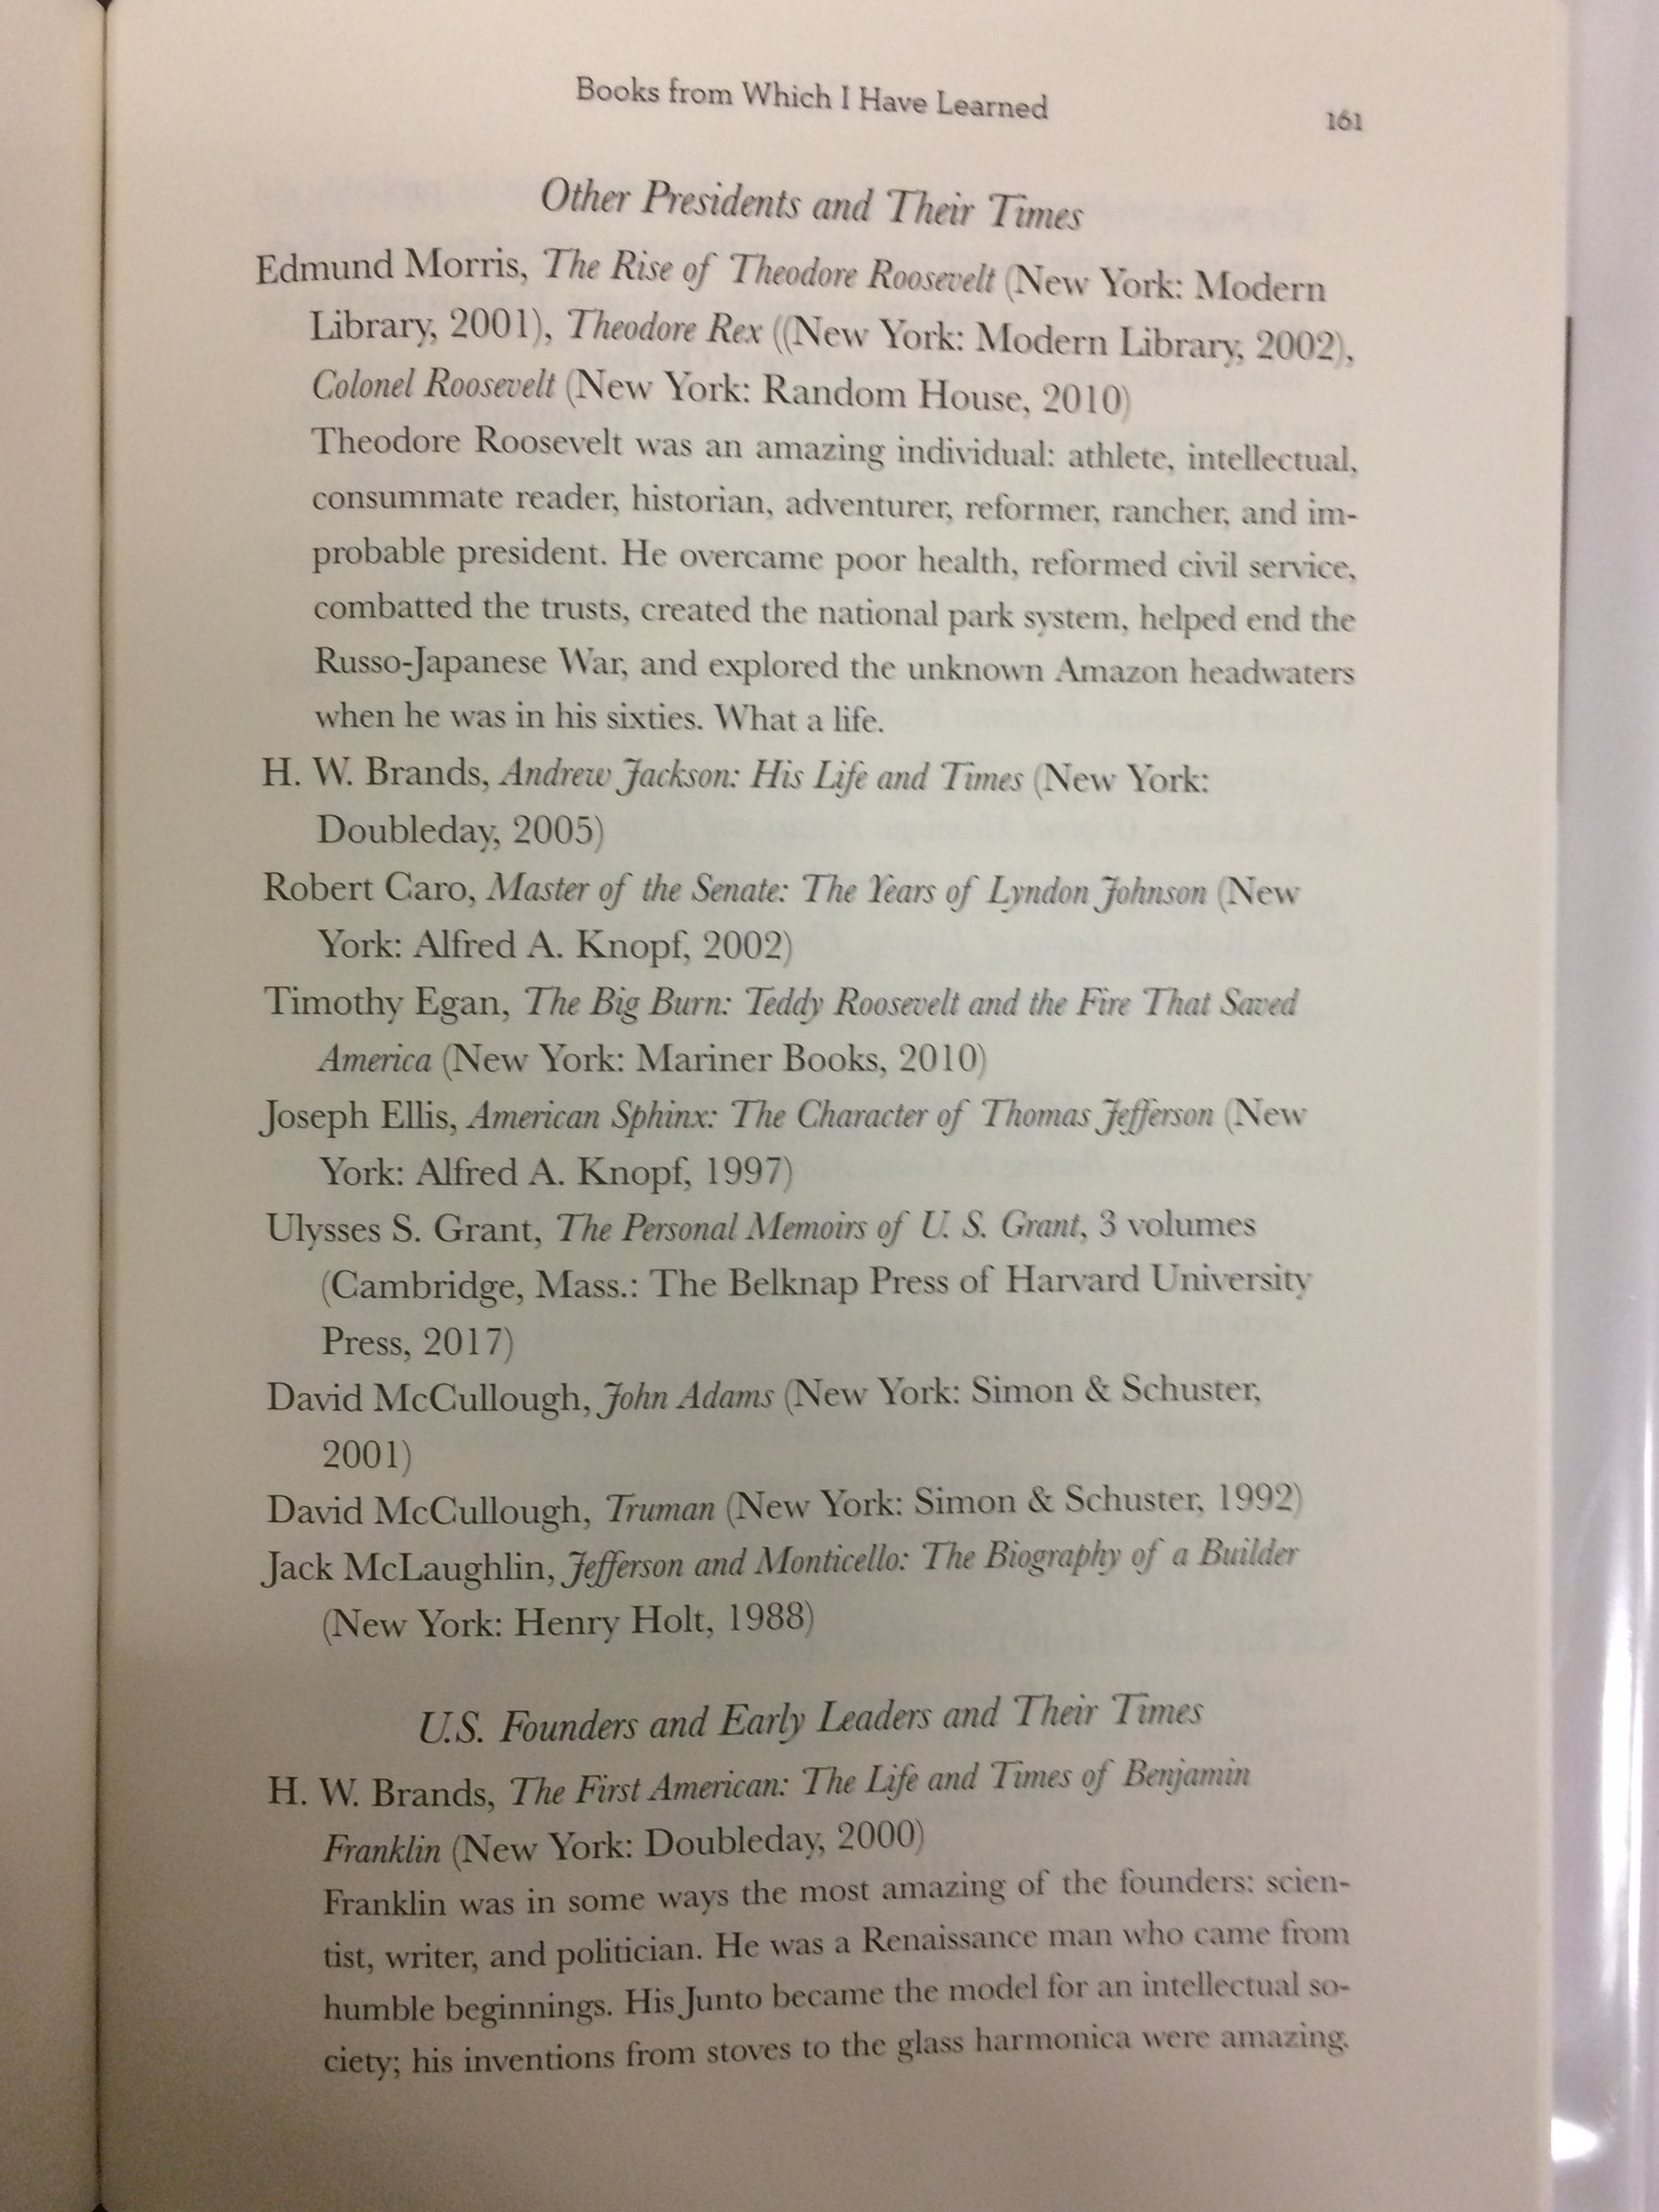 Books from Which I Have Learned
161
Other Presidents and Their Times
Edmund Morris, The Rise of Theodore Roosevelt (New York: Modern
Library, 2001), Theodore Rex ((New York: Modern Library, 2002),
Colonel Roosevelt (New York: Random House, 2010)
Theodore Roosevelt was an amazing individual: athlete, intellectual,
consummate reader, historian, adventurer, reformer, rancher, and im-
probable president. He overcame poor health, reformed civil service,
combatted the trusts, created the national park system, helped end the
Russo-Japanese War, and explored the unknown Amazon headwaters
when he was in his sixties. What a life.
H. W. Brands, Andrew Jackson: His Life and Times (New York:
Doubleday, 2005)
Robert Caro, Master of the Senate: The Years of Lyndon Johnson (New
York: Alfred A. Knopf, 2002)
Timothy Egan, The Big Burn: Teddy Roosevelt and the Fire That Saved
America (New York: Mariner Books, 2010)
Joseph Ellis, American Sphinx: The Character of Thomas Jefferson (New
York: Alfred A. Knopf, 1997)
Ulysses S. Grant, The Personal Memoirs of U. S. Grant, 3 volumes
(Cambridge, Mass.: The Belknap Press of Harvard University
Press, 2017)
David McCullough, John Adams (New York: Simon & Schuster,
2001)
David McCullough, Truman (New York: Simon & Schuster, 1992)
Jack McLaughlin, Jefferson and Monticello: The Biography of a Builder
(New York: Henry Holt, 1988)
U.S. Founders and Early Leaders and Their Times
H. W. Brands, The First American: The Life and Times of Benjamin
Franklin (New York: Doubleday, 2000)
Franklin was in some ways the most amazing of the founders: scien-
tist, writer, and politician. He was a Renaissance man who came from
humble beginnings. His Junto became the model for an intellectual so-
ciety; his inventions from stoves to the glass harmonica were amazing.